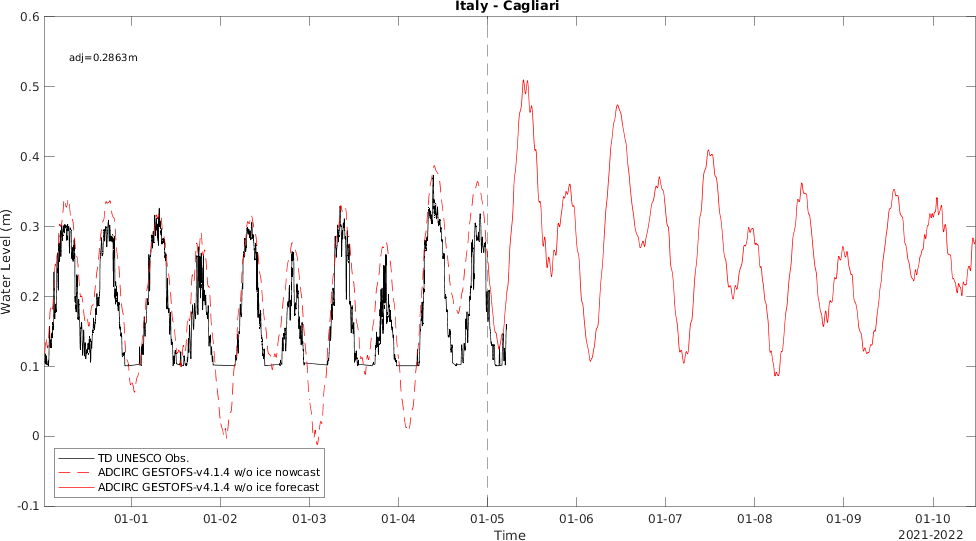 Italy - Cagliari
adj=0.2863m
Water Level (m)
0.6
0.5
0.4
0.3
0.2
0.1
0
-0.1
TD UNESCO Obs.
ADCIRC GESTOFS-v4.1.4 w/o ice nowcast
ADCIRC GESTOFS-v4.1.4 w/o ice forecast
01-01 01-02 01-03 01-04 01-05 01-06 01-07 01-08 01-09 01-10
Time
2021-2022